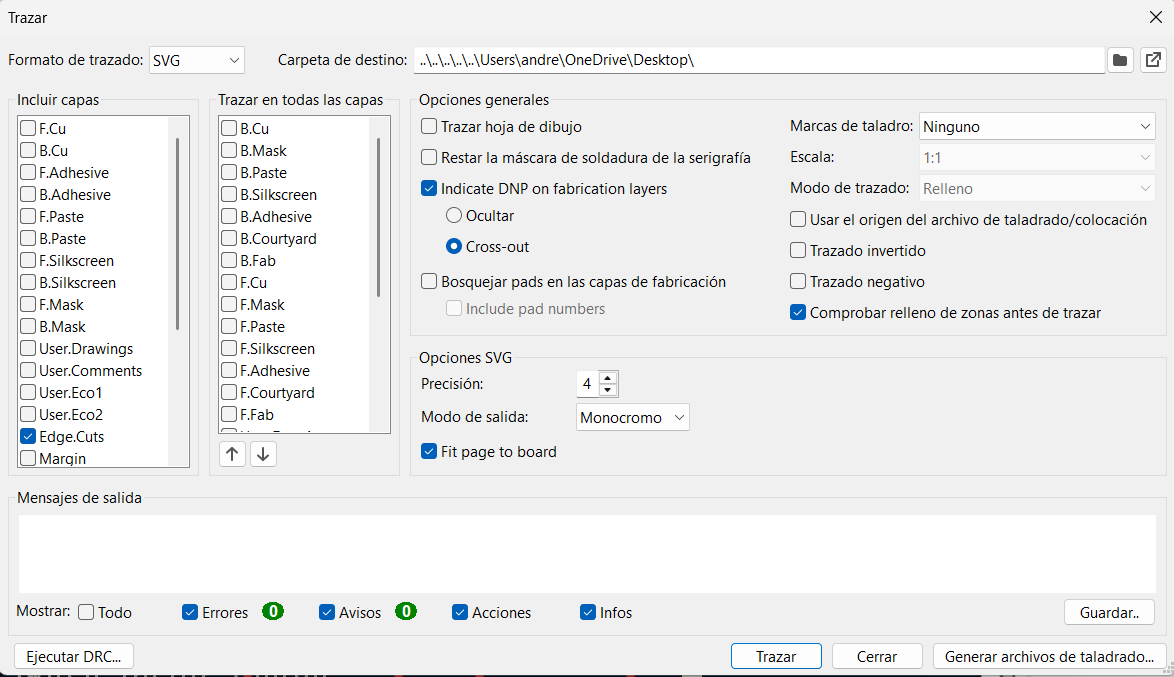 Trazar
Formato de trazado: SVG Carpeta de destino: ..\..\..\..\..\Users\andre\OneDrive\Desktop\
Incluir capas
F.Cu
B.Cu
F.Adhesive
B.Adhesive
F.Paste
B.Paste
F.Silkscreen
B.Silkscreen
F.Mask
B.Mask
User.Drawings
User.Comments
User.Eco1
User.Eco2
Edge.Cuts
Margin
Trazar en todas las capas
B.Cu
B.Mask
B.Paste
B.Silkscreen
B.Adhesive
B.Courtyard
B.Fab
F.Cu
F.Mask
F.Paste
F.Silkscreen
F.Adhesive
F.Courtyard
F.Fab
Opciones generales
Trazar hoja de dibujo
Restar la máscara de soldadura de la serigrafía
Indicate DNP on fabrication layers
Ocultar
Cross-out
Bosquejar pads en las capas de fabricación
Include pad numbers
Marcas de taladro: Ninguno
Escala: 1:1
Modo de trazado: Relleno
Usar el origen del archivo de taladrado/colocación
Trazado invertido
Trazado negativo
Comprobar relleno de zonas antes de trazar
Opciones SVG
Precisión: 4
Modo de salida: Monocromo
Fit page to board
Mensajes de salida
Mostrar: Todo Errores 0 Avisos 0 Acciones Infos Guardar..
Ejecutar DRC... Trazar Cerrar Generar archivos de taladrado...